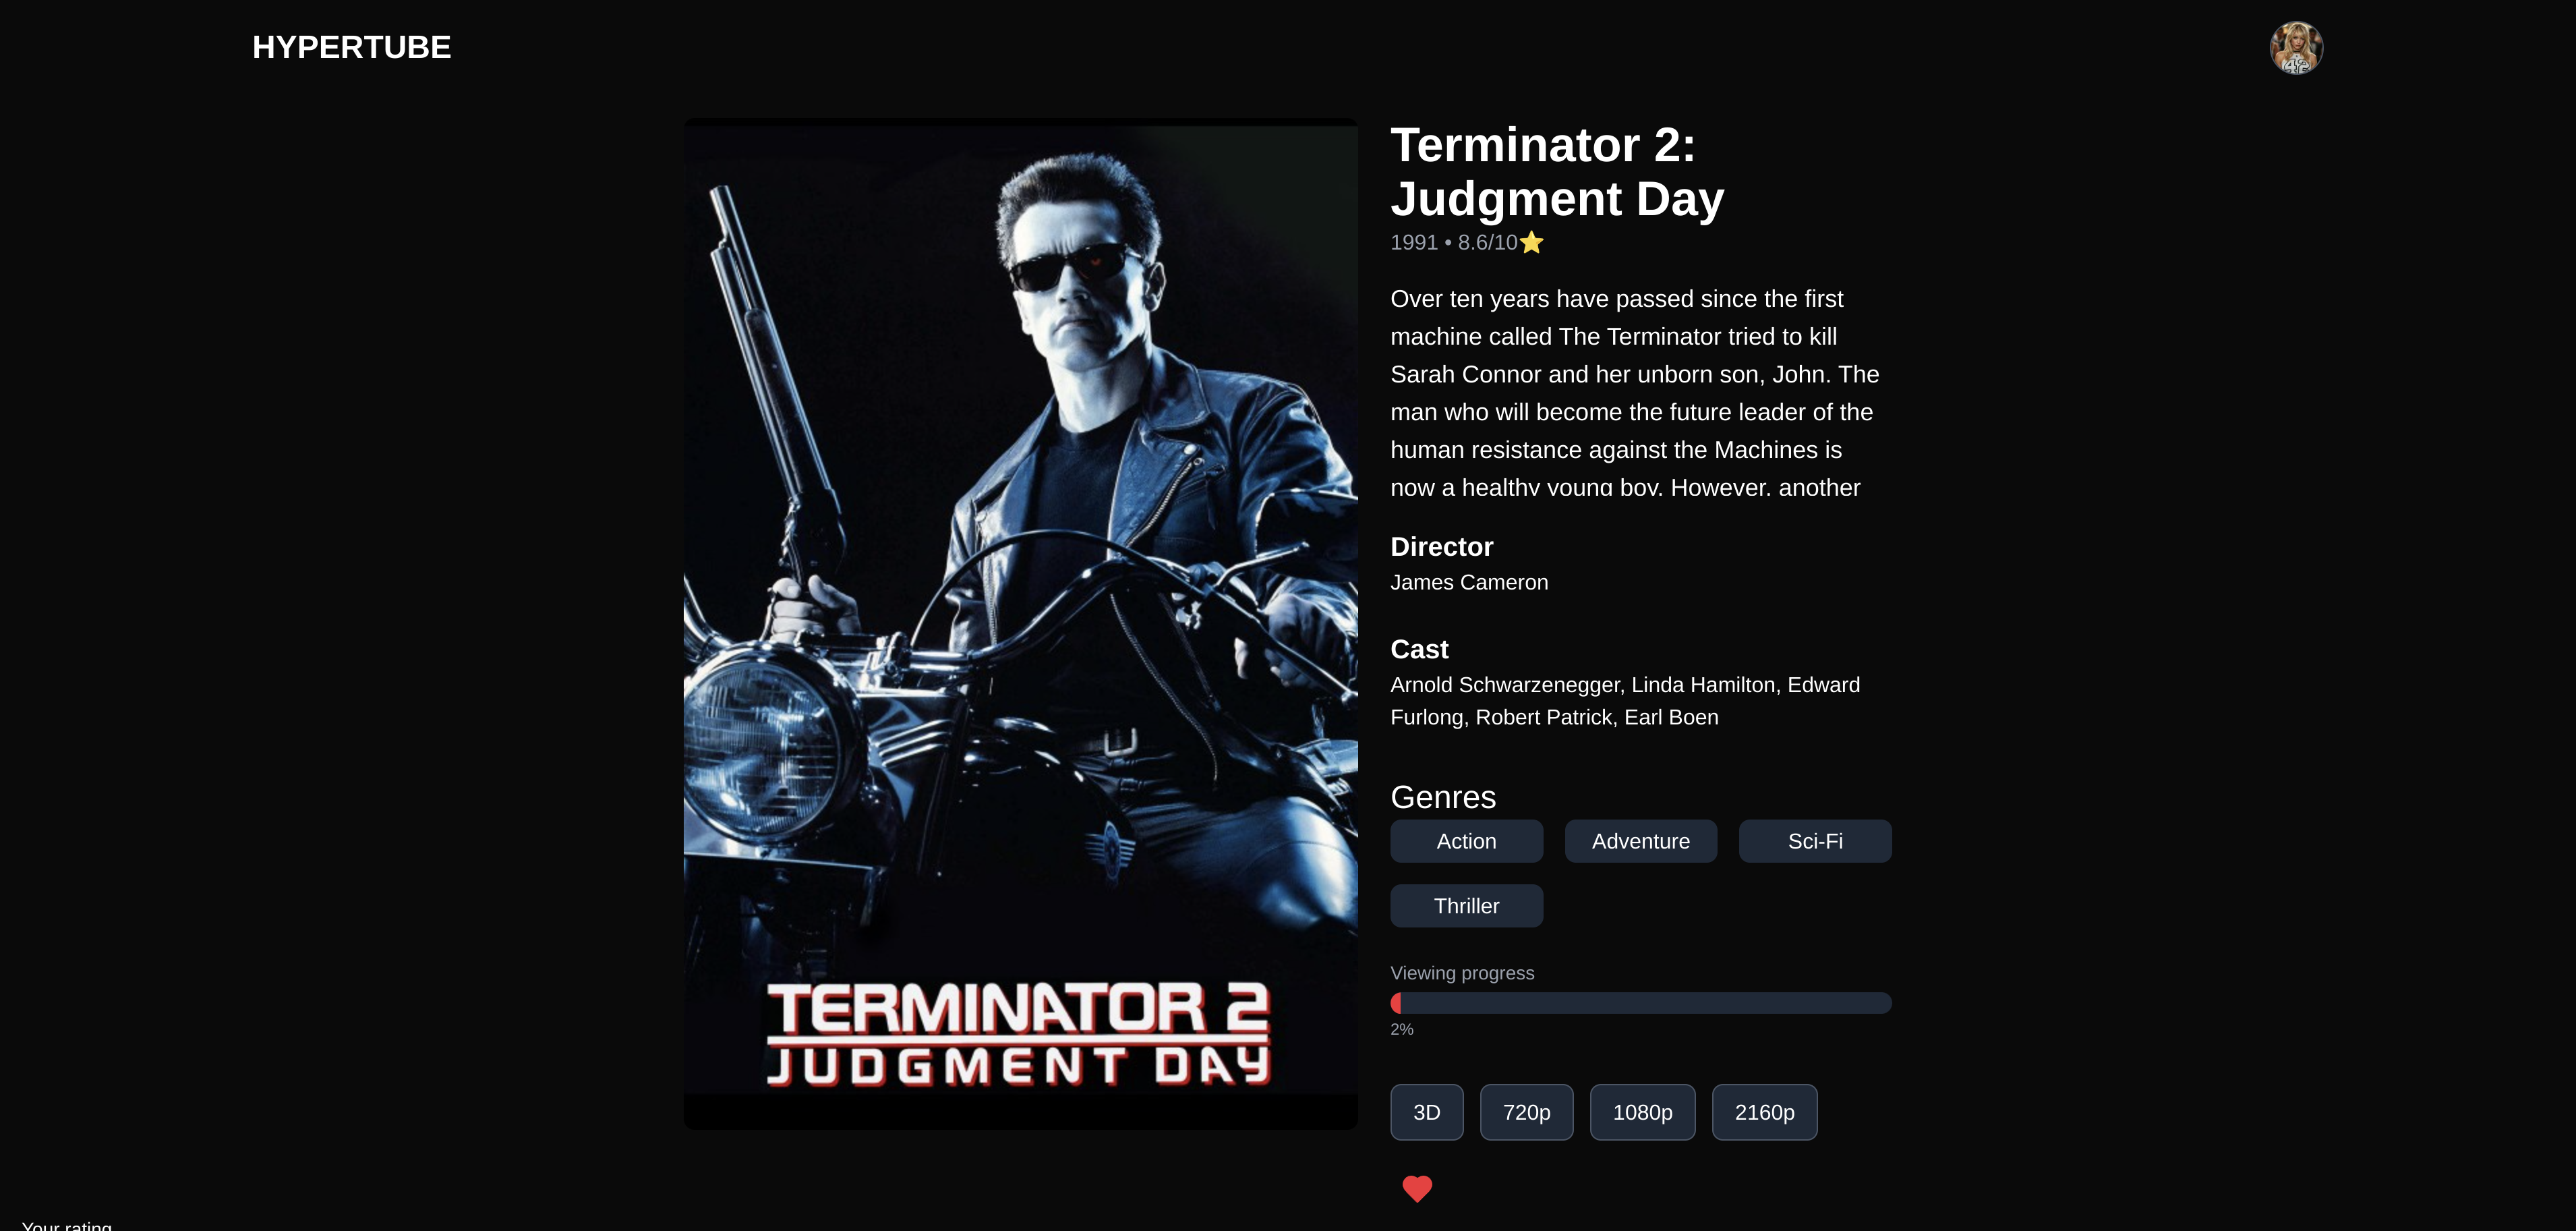 HYPERTUBE
42
TERMINATOR 2
JUDGMENT DAY
Terminator 2:
Judgment Day
1991 • 8.6/10⭐
Over ten years have passed since the first
machine called The Terminator tried to kill
Sarah Connor and her unborn son, John. The
man who will become the future leader of the
human resistance against the Machines is
now a healthy young boy. However, another
Director
James Cameron
Cast
Arnold Schwarzenegger, Linda Hamilton, Edward
Furlong, Robert Patrick, Earl Boen
Genres
Action
Adventure
Sci-Fi
Thriller
Viewing progress
2%
3D
720p
1080p
2160p
Your rating